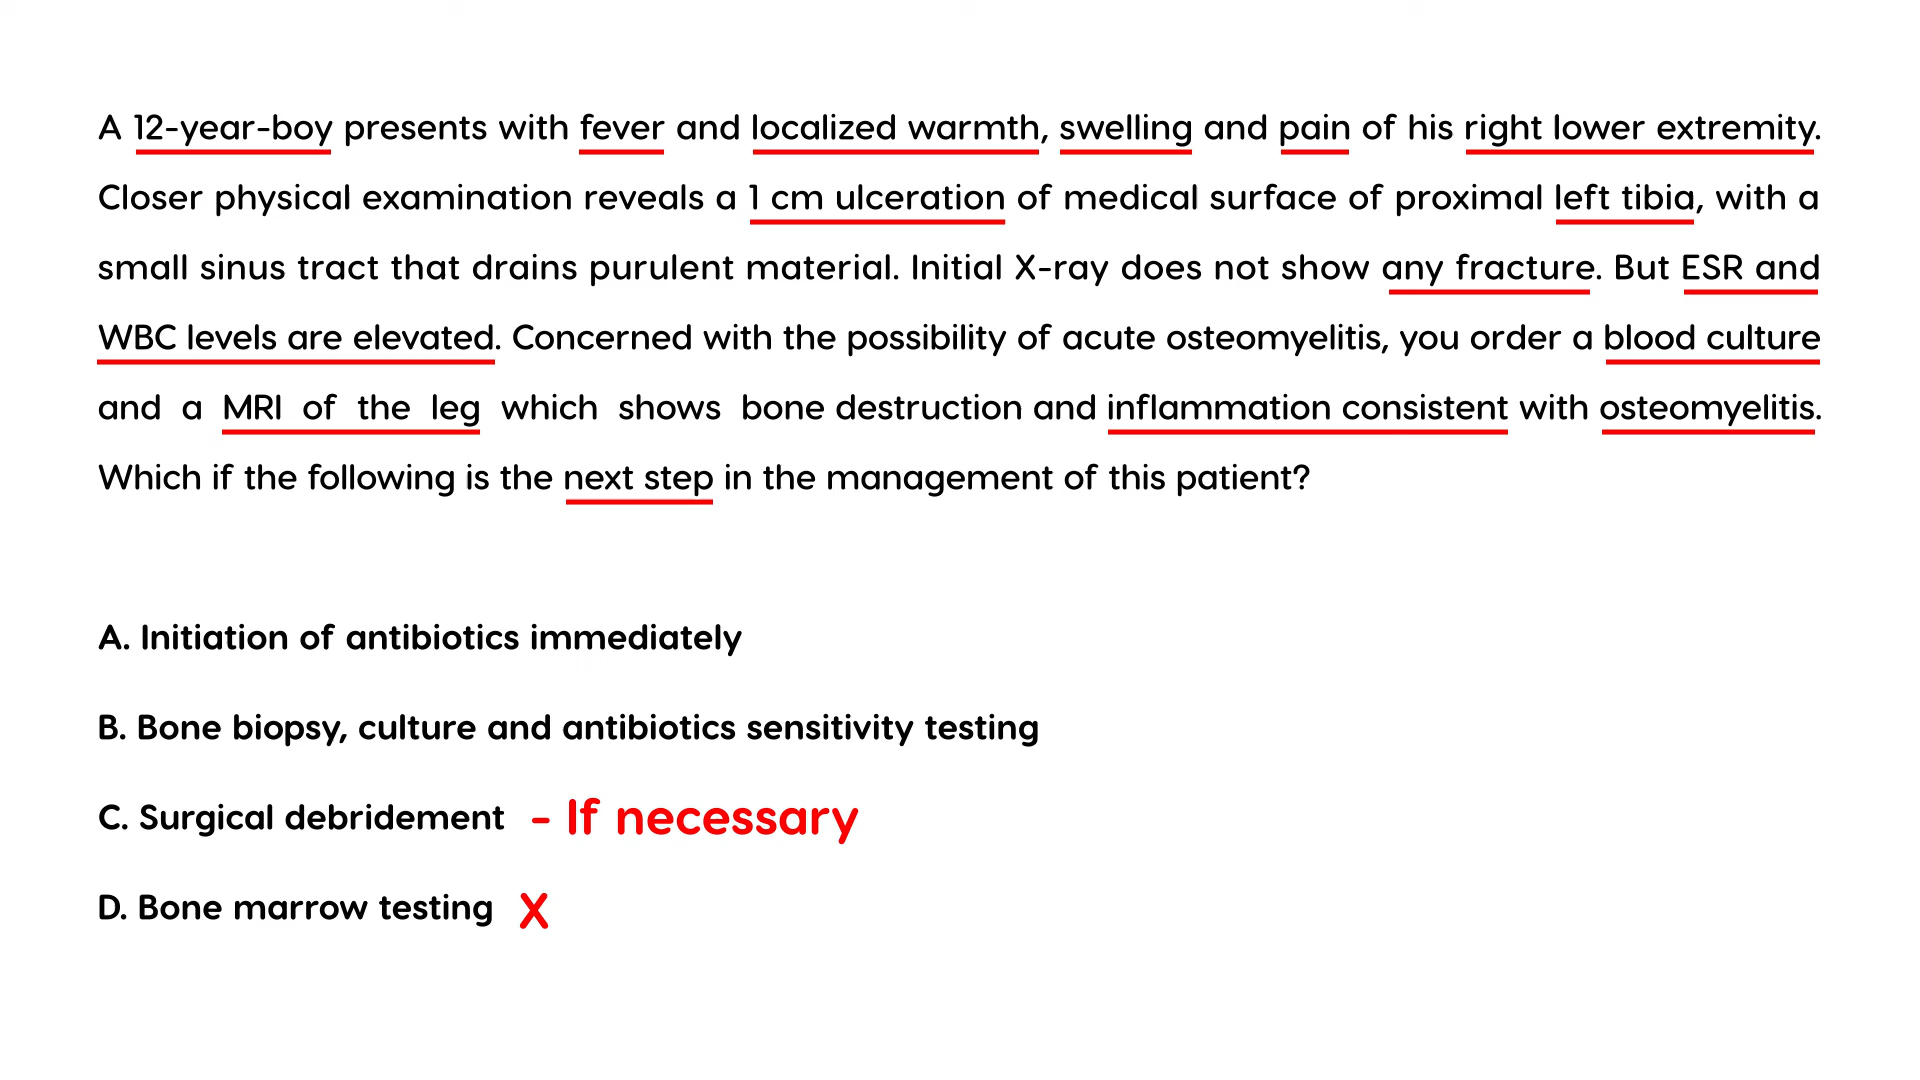 A 12-year-boy presents with fever and localized warmth, swelling and pain of his right lower extremity.
Closer physical examination reveals a 1 cm ulceration of medical surface of proximal left tibia, with a
small sinus tract that drains purulent material. Initial X-ray does not show any fracture. But ESR and
WBC levels are elevated. Concerned with the possibility of acute osteomyelitis, you order a blood culture
and a MRI of the leg which shows bone destruction and inflammation consistent with osteomyelitis.
Which if the following is the next step in the management of this patient?
A. Initiation of antibiotics immediately
B. Bone biopsy, culture and antibiotics sensitivity testing
C. Surgical debridement - If necessary
D. Bone marrow testing X